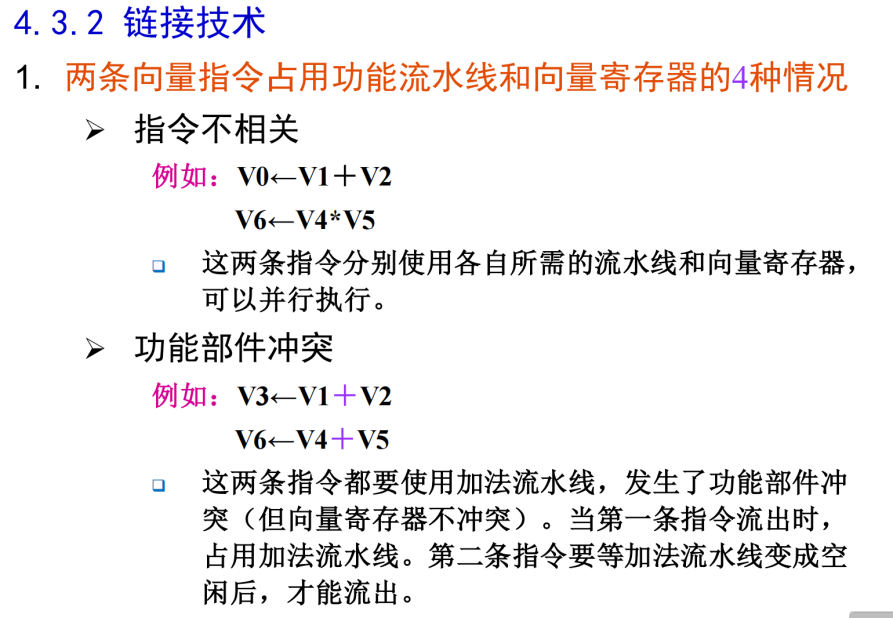 4.3.2 链接技术
1. 两条向量指令占用功能流水线和向量寄存器的4种情况
➢ 指令不相关
例如：V0←V1＋V2
V6←V4*V5
❑ 这两条指令分别使用各自所需的流水线和向量寄存器，
可以并行执行。
➢ 功能部件冲突
例如：V3←V1＋V2
V6←V4＋V5
❑ 这两条指令都要使用加法流水线，发生了功能部件冲
突（但向量寄存器不冲突）。当第一条指令流出时，
占用加法流水线。第二条指令要等加法流水线变成空
闲后，才能流出。